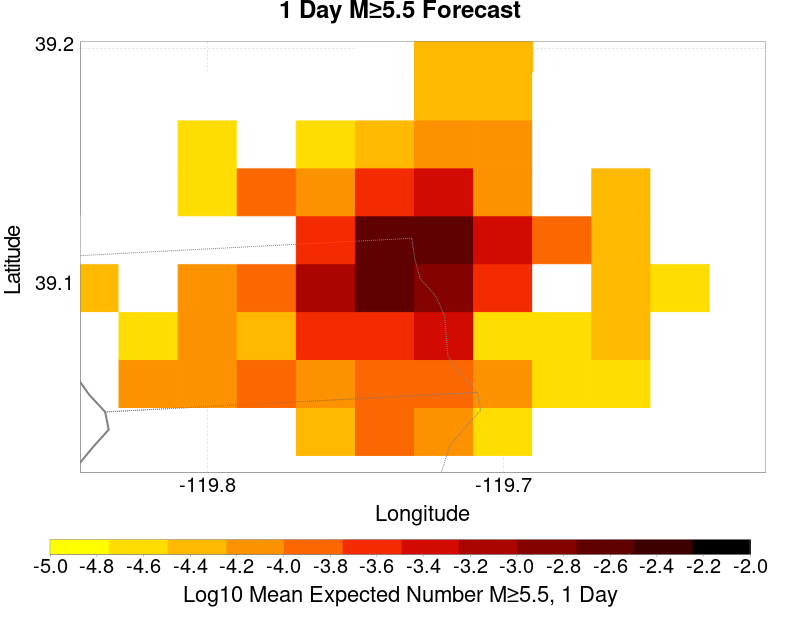 1 Day M≥5.5 Forecast
39.2
39.1
Latitude
-119.8 -119.7
Longitude
-5.0 -4.8 -4.6 -4.4 -4.2 -4.0 -3.8 -3.6 -3.4 -3.2 -3.0 -2.8 -2.6 -2.4 -2.2 -2.0
Log10 Mean Expected Number M≥5.5, 1 Day